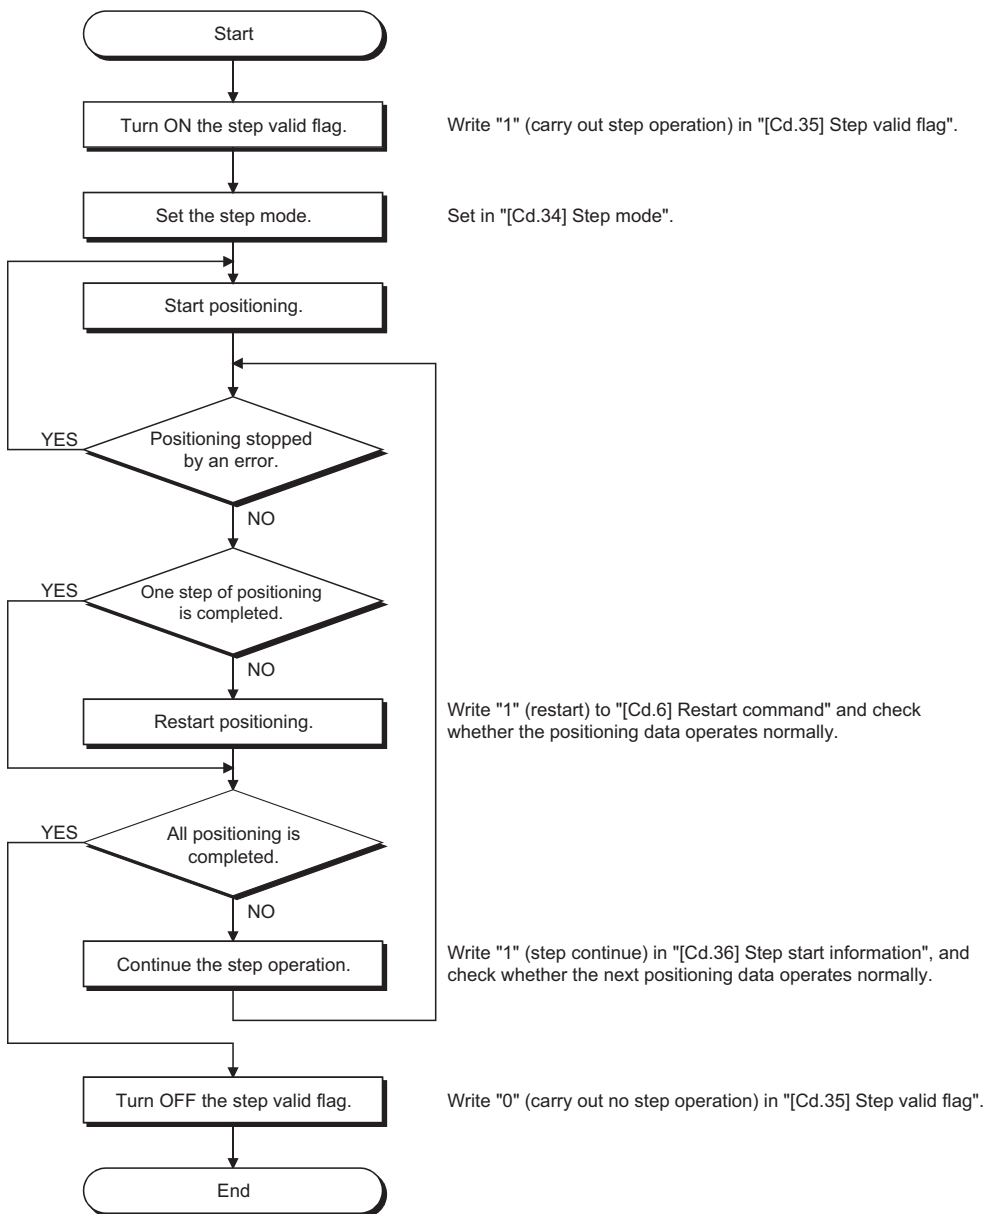 Start
Turn ON the step valid flag.
Write "1" (carry out step operation) in "[Cd.35] Step valid flag".
Set the step mode.
Set in "[Cd.34] Step mode".
Start positioning.
YES
Positioning stopped
by an error.
NO
YES
One step of positioning
is completed.
NO
Restart positioning.
Write "1" (restart) to "[Cd.6] Restart command" and check
whether the positioning data operates normally.
YES
All positioning is
completed.
NO
Continue the step operation.
Write "1" (step continue) in "[Cd.36] Step start information", and
check whether the next positioning data operates normally.
Turn OFF the step valid flag.
Write "0" (carry out no step operation) in "[Cd.35] Step valid flag".
End